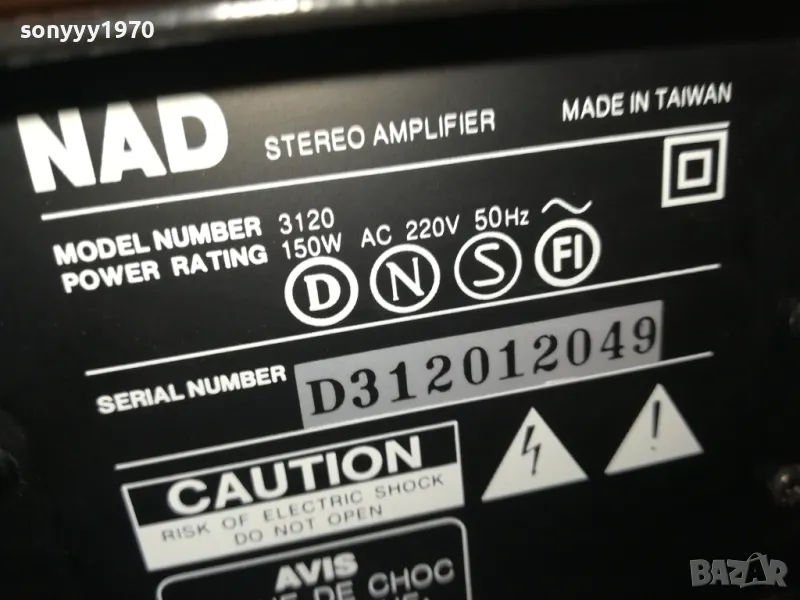 sonyyy1970
NAD STEREO AMPLIFIER MADE IN TAIWAN
MODEL NUMBER 3120
POWER RATING 150W AC 220V 50Hz
D N S FI
SERIAL NUMBER D312012049
CAUTION
RISK OF ELECTRIC SHOCK
DO NOT OPEN
AVIS
DE CHOC
BAZAR